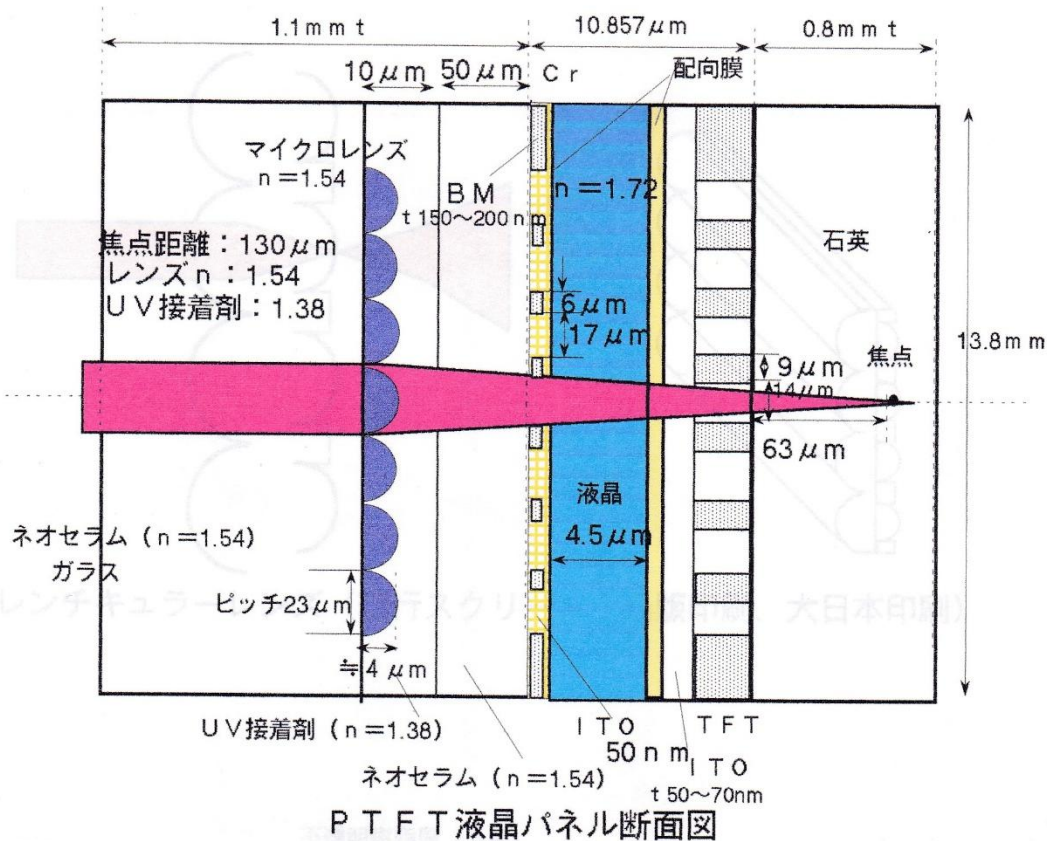 1.1mmt
10.857μm
0.8mmt
10μm
50μm
Cr
配向膜
マイクロレンズ
n=1.54
BM
t 150~200nm
n=1.72
石英
焦点距離:130μm
レンズn:1.54
UV接着剤:1.38
6μm
17μm
13.8mm
焦点
9μm
14μm
63μm
液晶
4.5μm
ネオセラム(n=1.54)
ガラス
ピッチ23μm
≒4μm
UV接着剤(n=1.38)
ITO
50nm
TFT
ITO
t 50~70nm
ネオセラム(n=1.54)
PTFT液晶パネル断面図